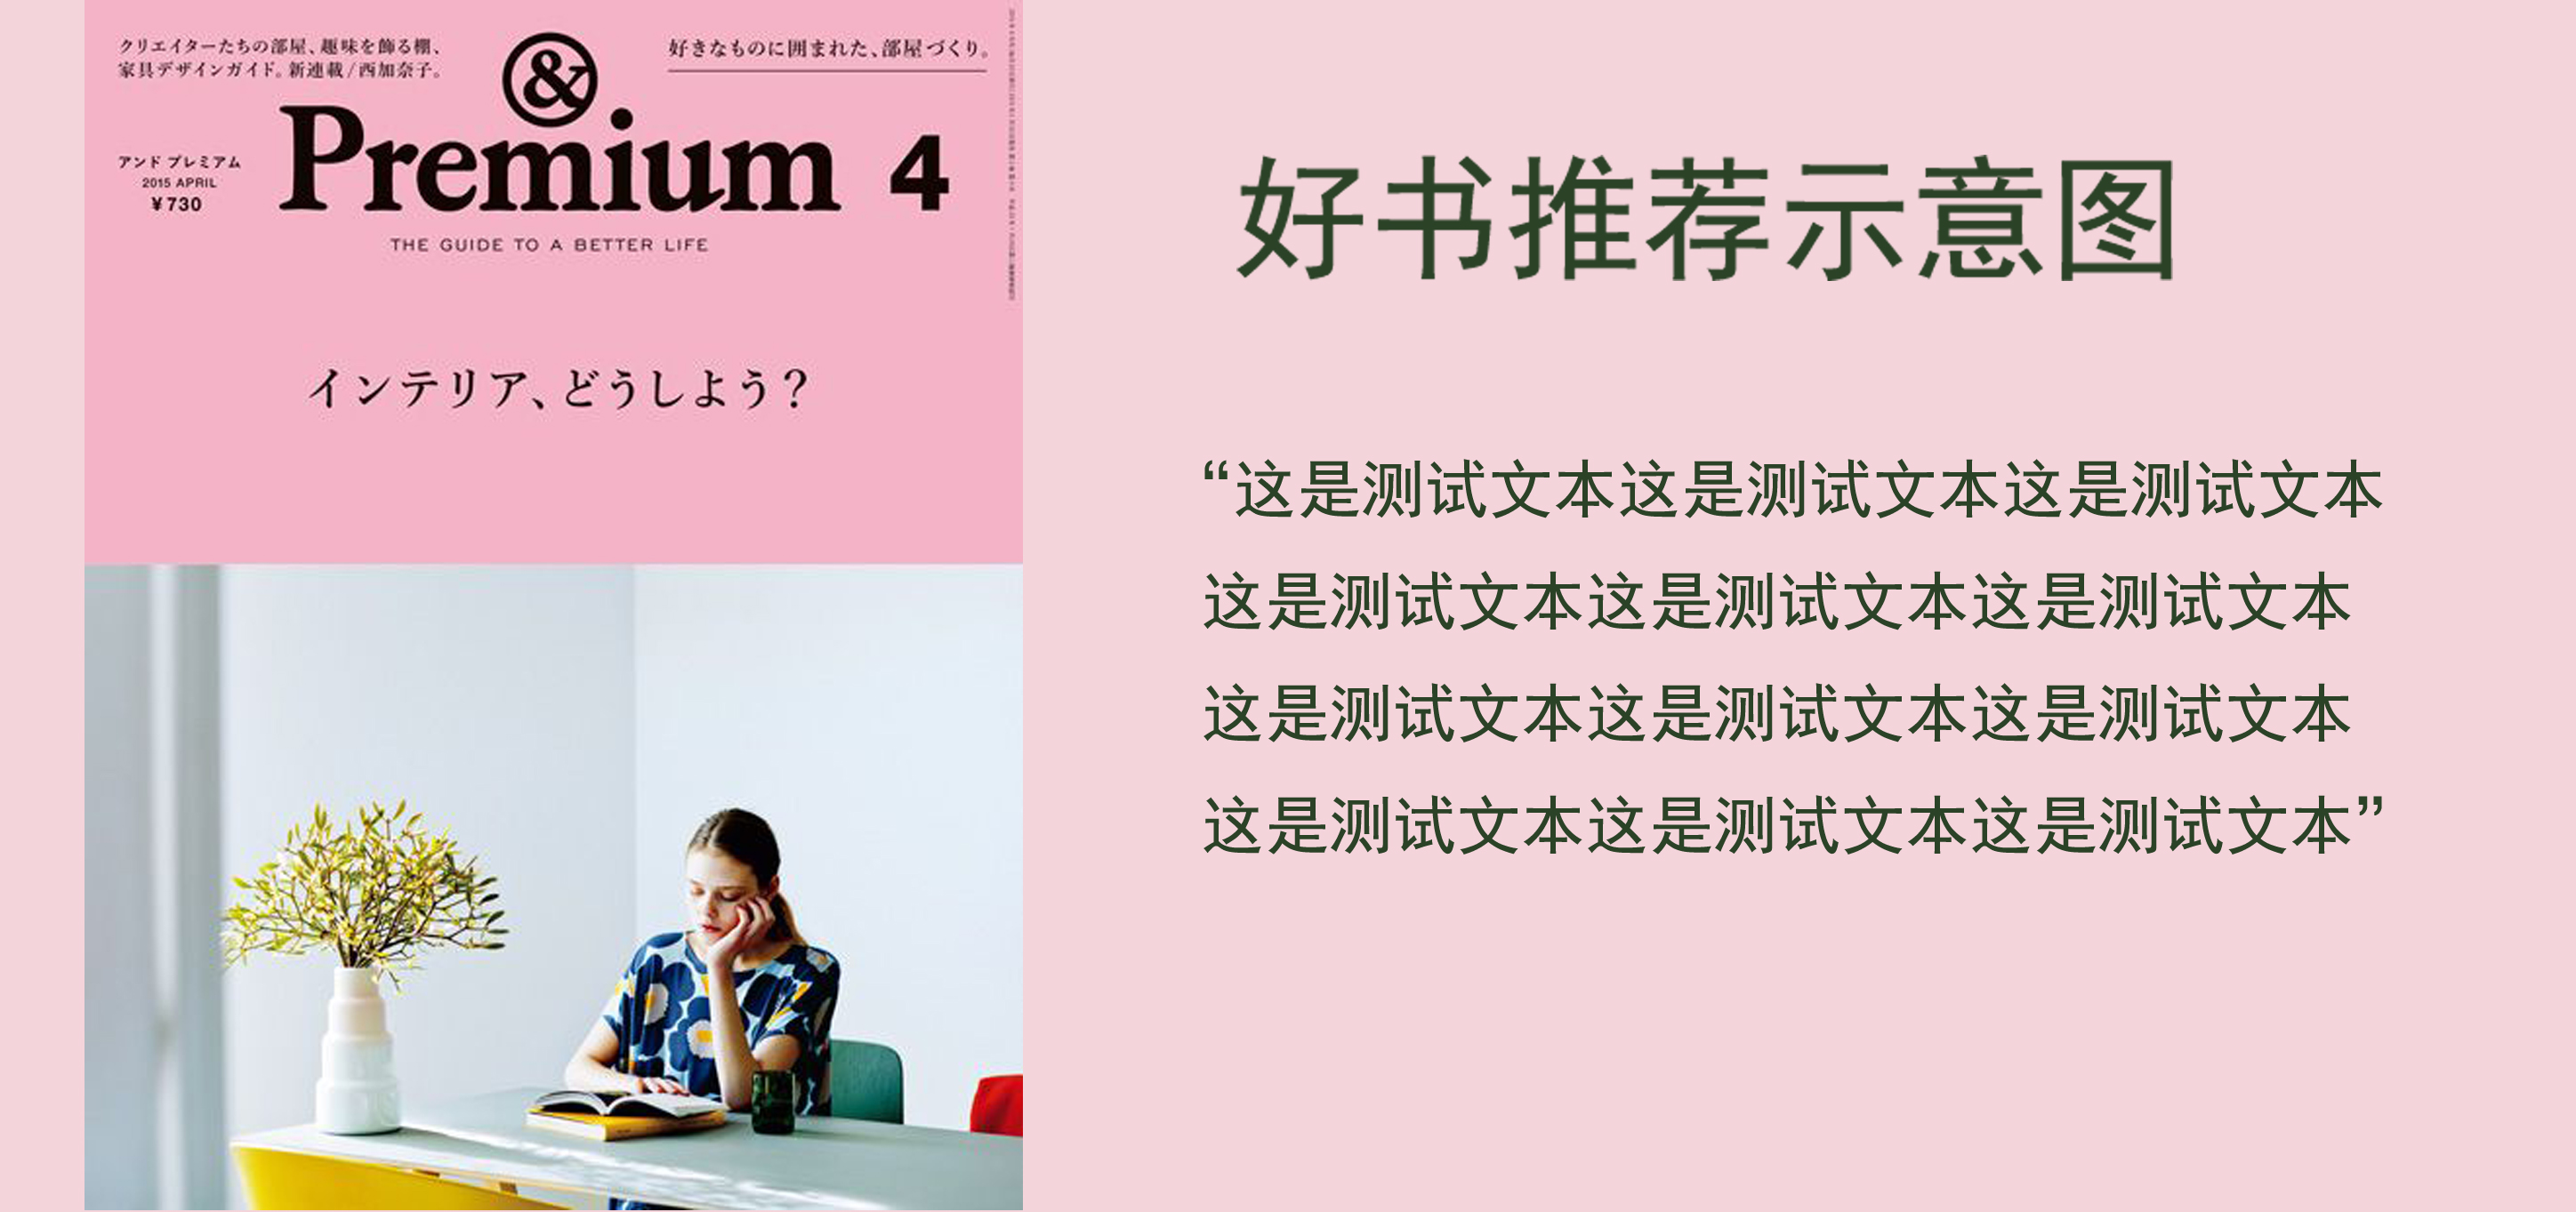 クリエイターたちの部屋、趣味を飾る棚、
家具デザインガイド。新連載/西加奈子。
&
好きなものに囲まれた、部屋づくり。
Premium 4
アンド プレミアム
2015 APRIL
¥730
THE GUIDE TO A BETTER LIFE
インテリア、どうしよう?
好书推荐示意图
“这是测试文本这是测试文本这是测试文本
这是测试文本这是测试文本这是测试文本
这是测试文本这是测试文本这是测试文本
这是测试文本这是测试文本这是测试文本”